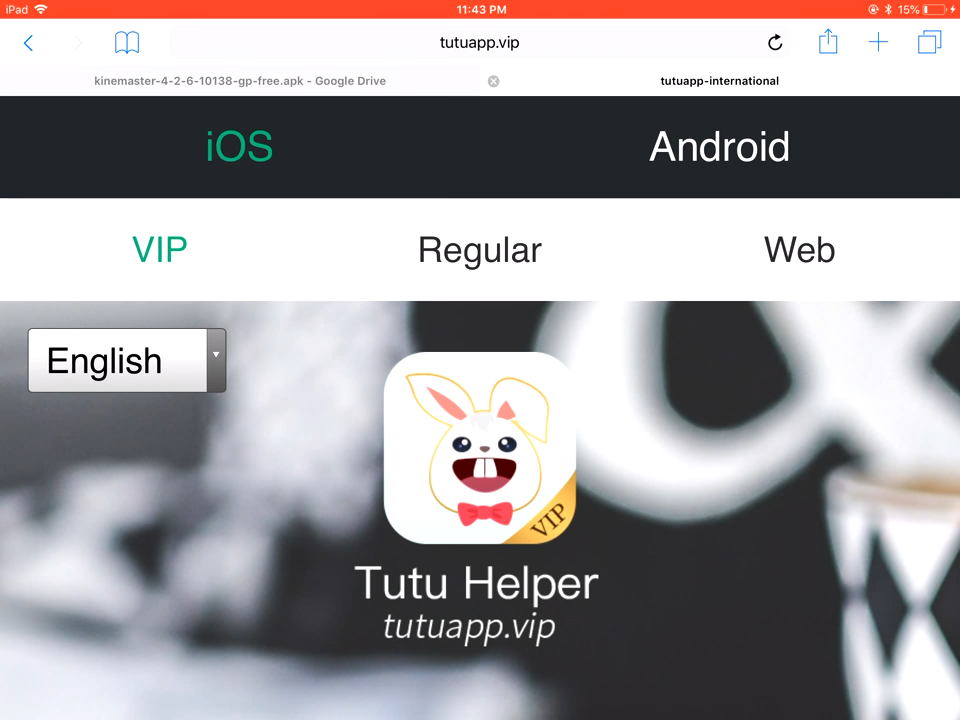 iPad 11:43 PM 15%
tutuapp.vip
kinemaster-4-2-6-10138-gp-free.apk - Google Drive tutuapp-international
iOS Android
VIP Regular Web
English
VIP
Tutu Helper
tutuapp.vip